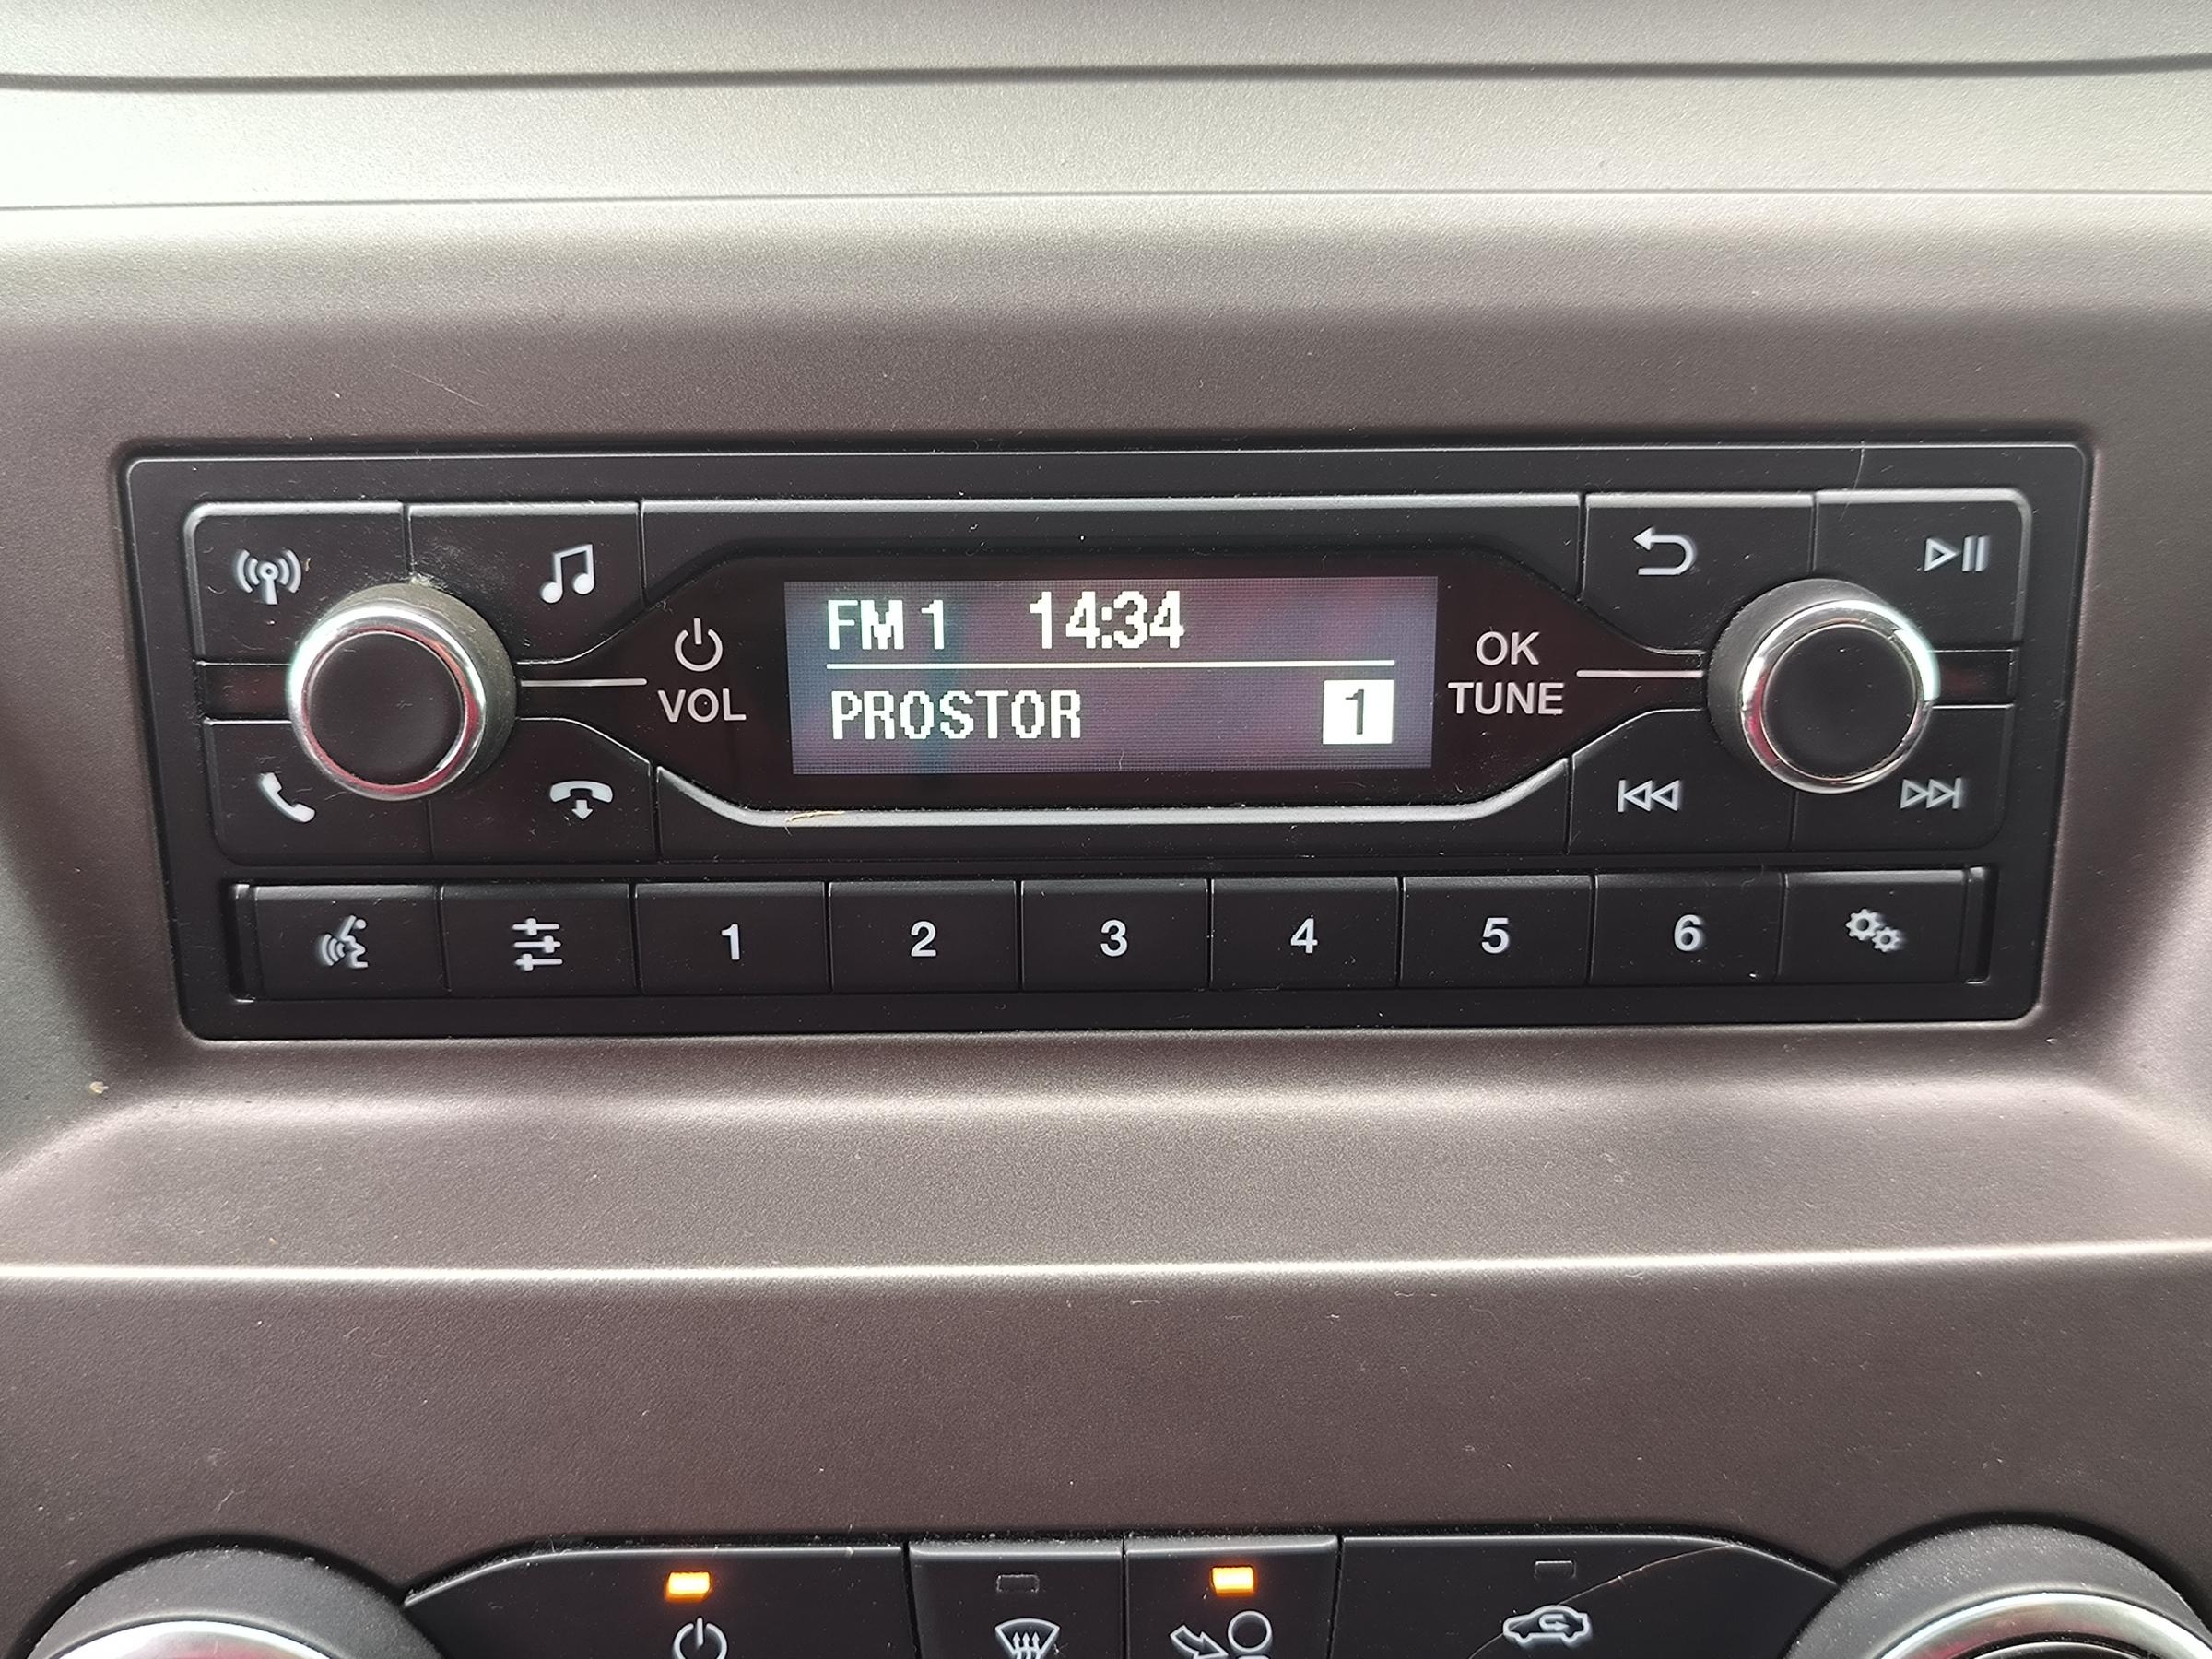 FM 1 14:34
PROSTOR 1
VOL
OK
TUNE
1 2 3 4 5 6